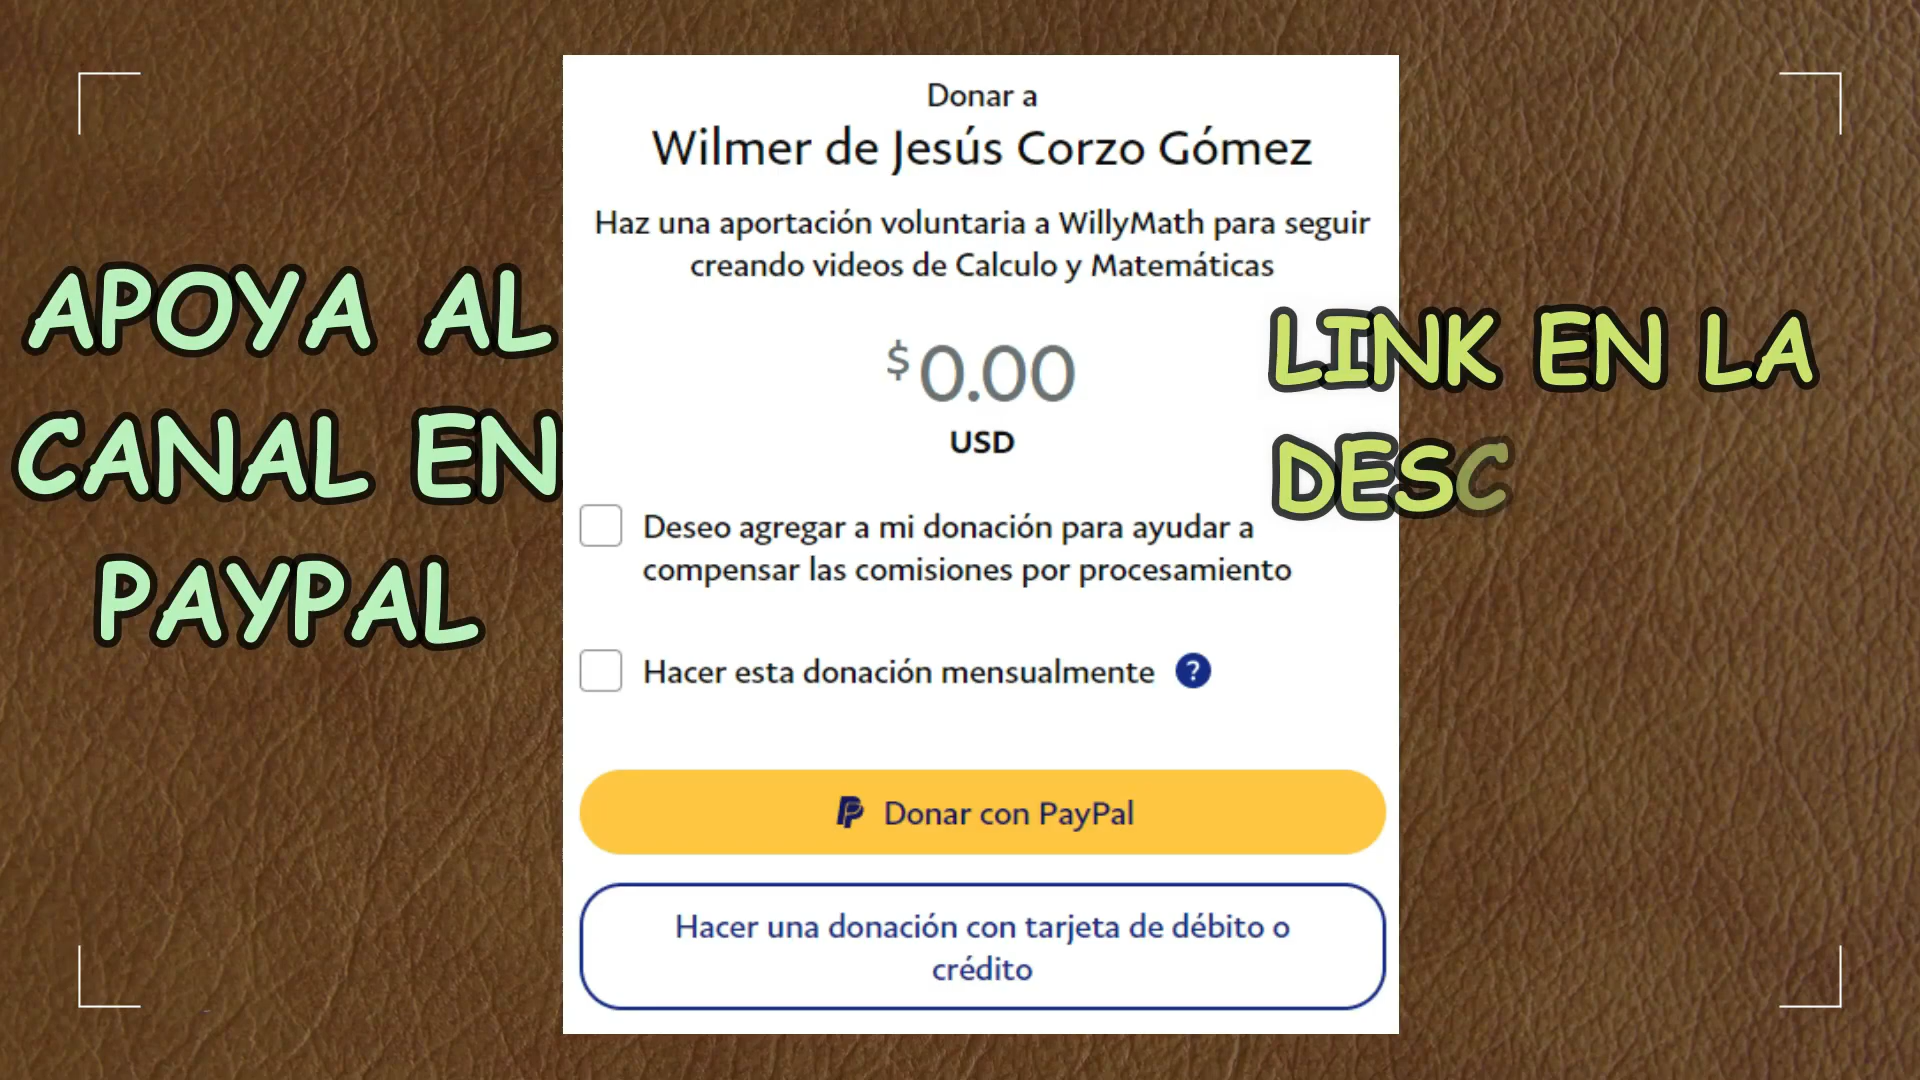 APOYA AL
CANAL EN
PAYPAL
Donar a
Wilmer de Jesús Corzo Gómez
Haz una aportación voluntaria a WillyMath para seguir
creando videos de Calculo y Matemáticas
$0.00
USD
Deseo agregar a mi donación para ayudar a
compensar las comisiones por procesamiento
Hacer esta donación mensualmente ?
Donar con PayPal
Hacer una donación con tarjeta de débito o
crédito
LINK EN LA
DESC